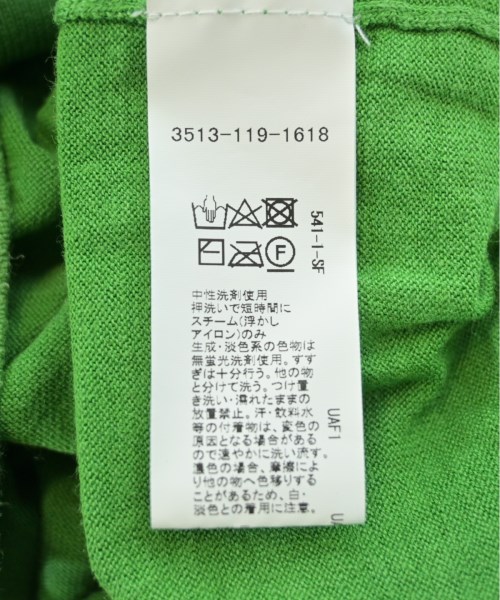 3513-119-1618
541-1-SF
F
中性洗剤使用
押洗いで短時間に
スチーム(浮かし
アイロン)のみ
生成・淡色系の色物は
無蛍光洗剤使用。すす
ぎは十分行う。他の物
と分けて洗う。つけ置
き洗い・濡れたままの
放置禁止。汗・飲料水
等の付着物は、変色の
原因となる場合がある
ので速やかに洗い流す。
濃色の場合、摩擦によ
り他の物へ色移りする
ことがあるため、白・
淡色との着用に注意。
UAF1